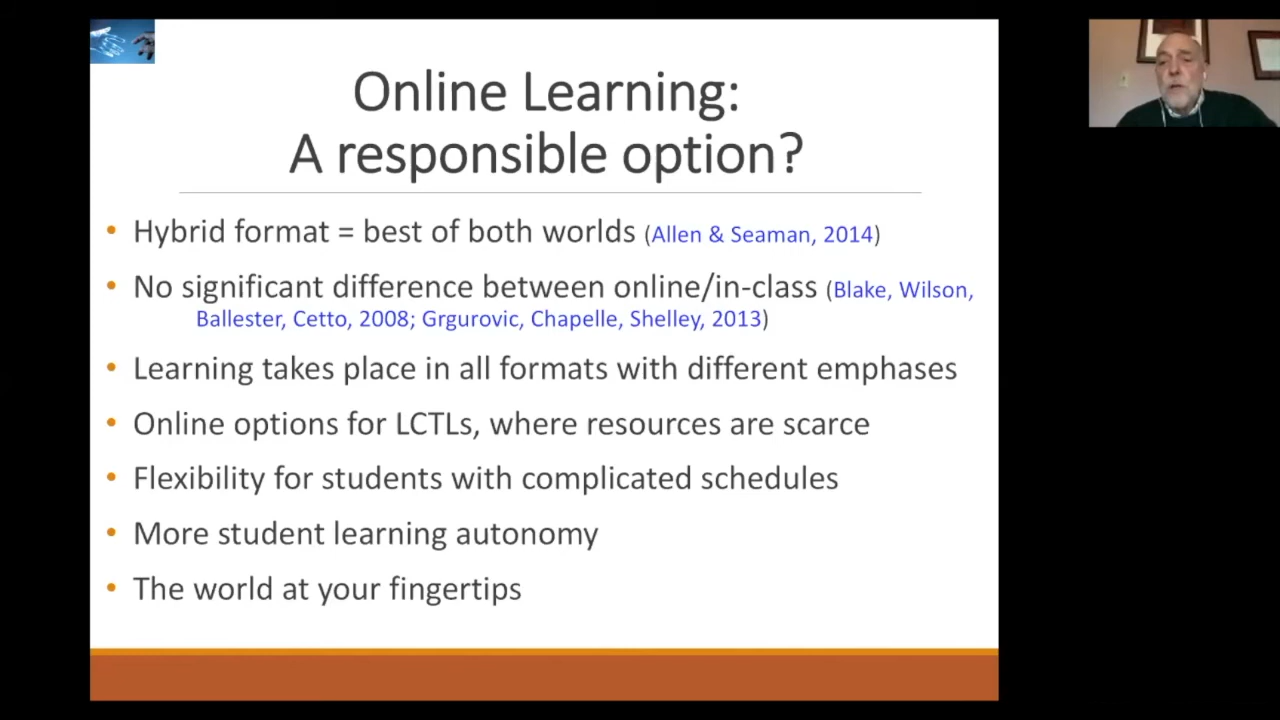 Online Learning:
A responsible option?
• Hybrid format = best of both worlds (Allen & Seaman, 2014)
• No significant difference between online/in-class (Blake, Wilson,
Ballester, Cetto, 2008; Grgurovic, Chapelle, Shelley, 2013)
• Learning takes place in all formats with different emphases
• Online options for LCTLs, where resources are scarce
• Flexibility for students with complicated schedules
• More student learning autonomy
• The world at your fingertips